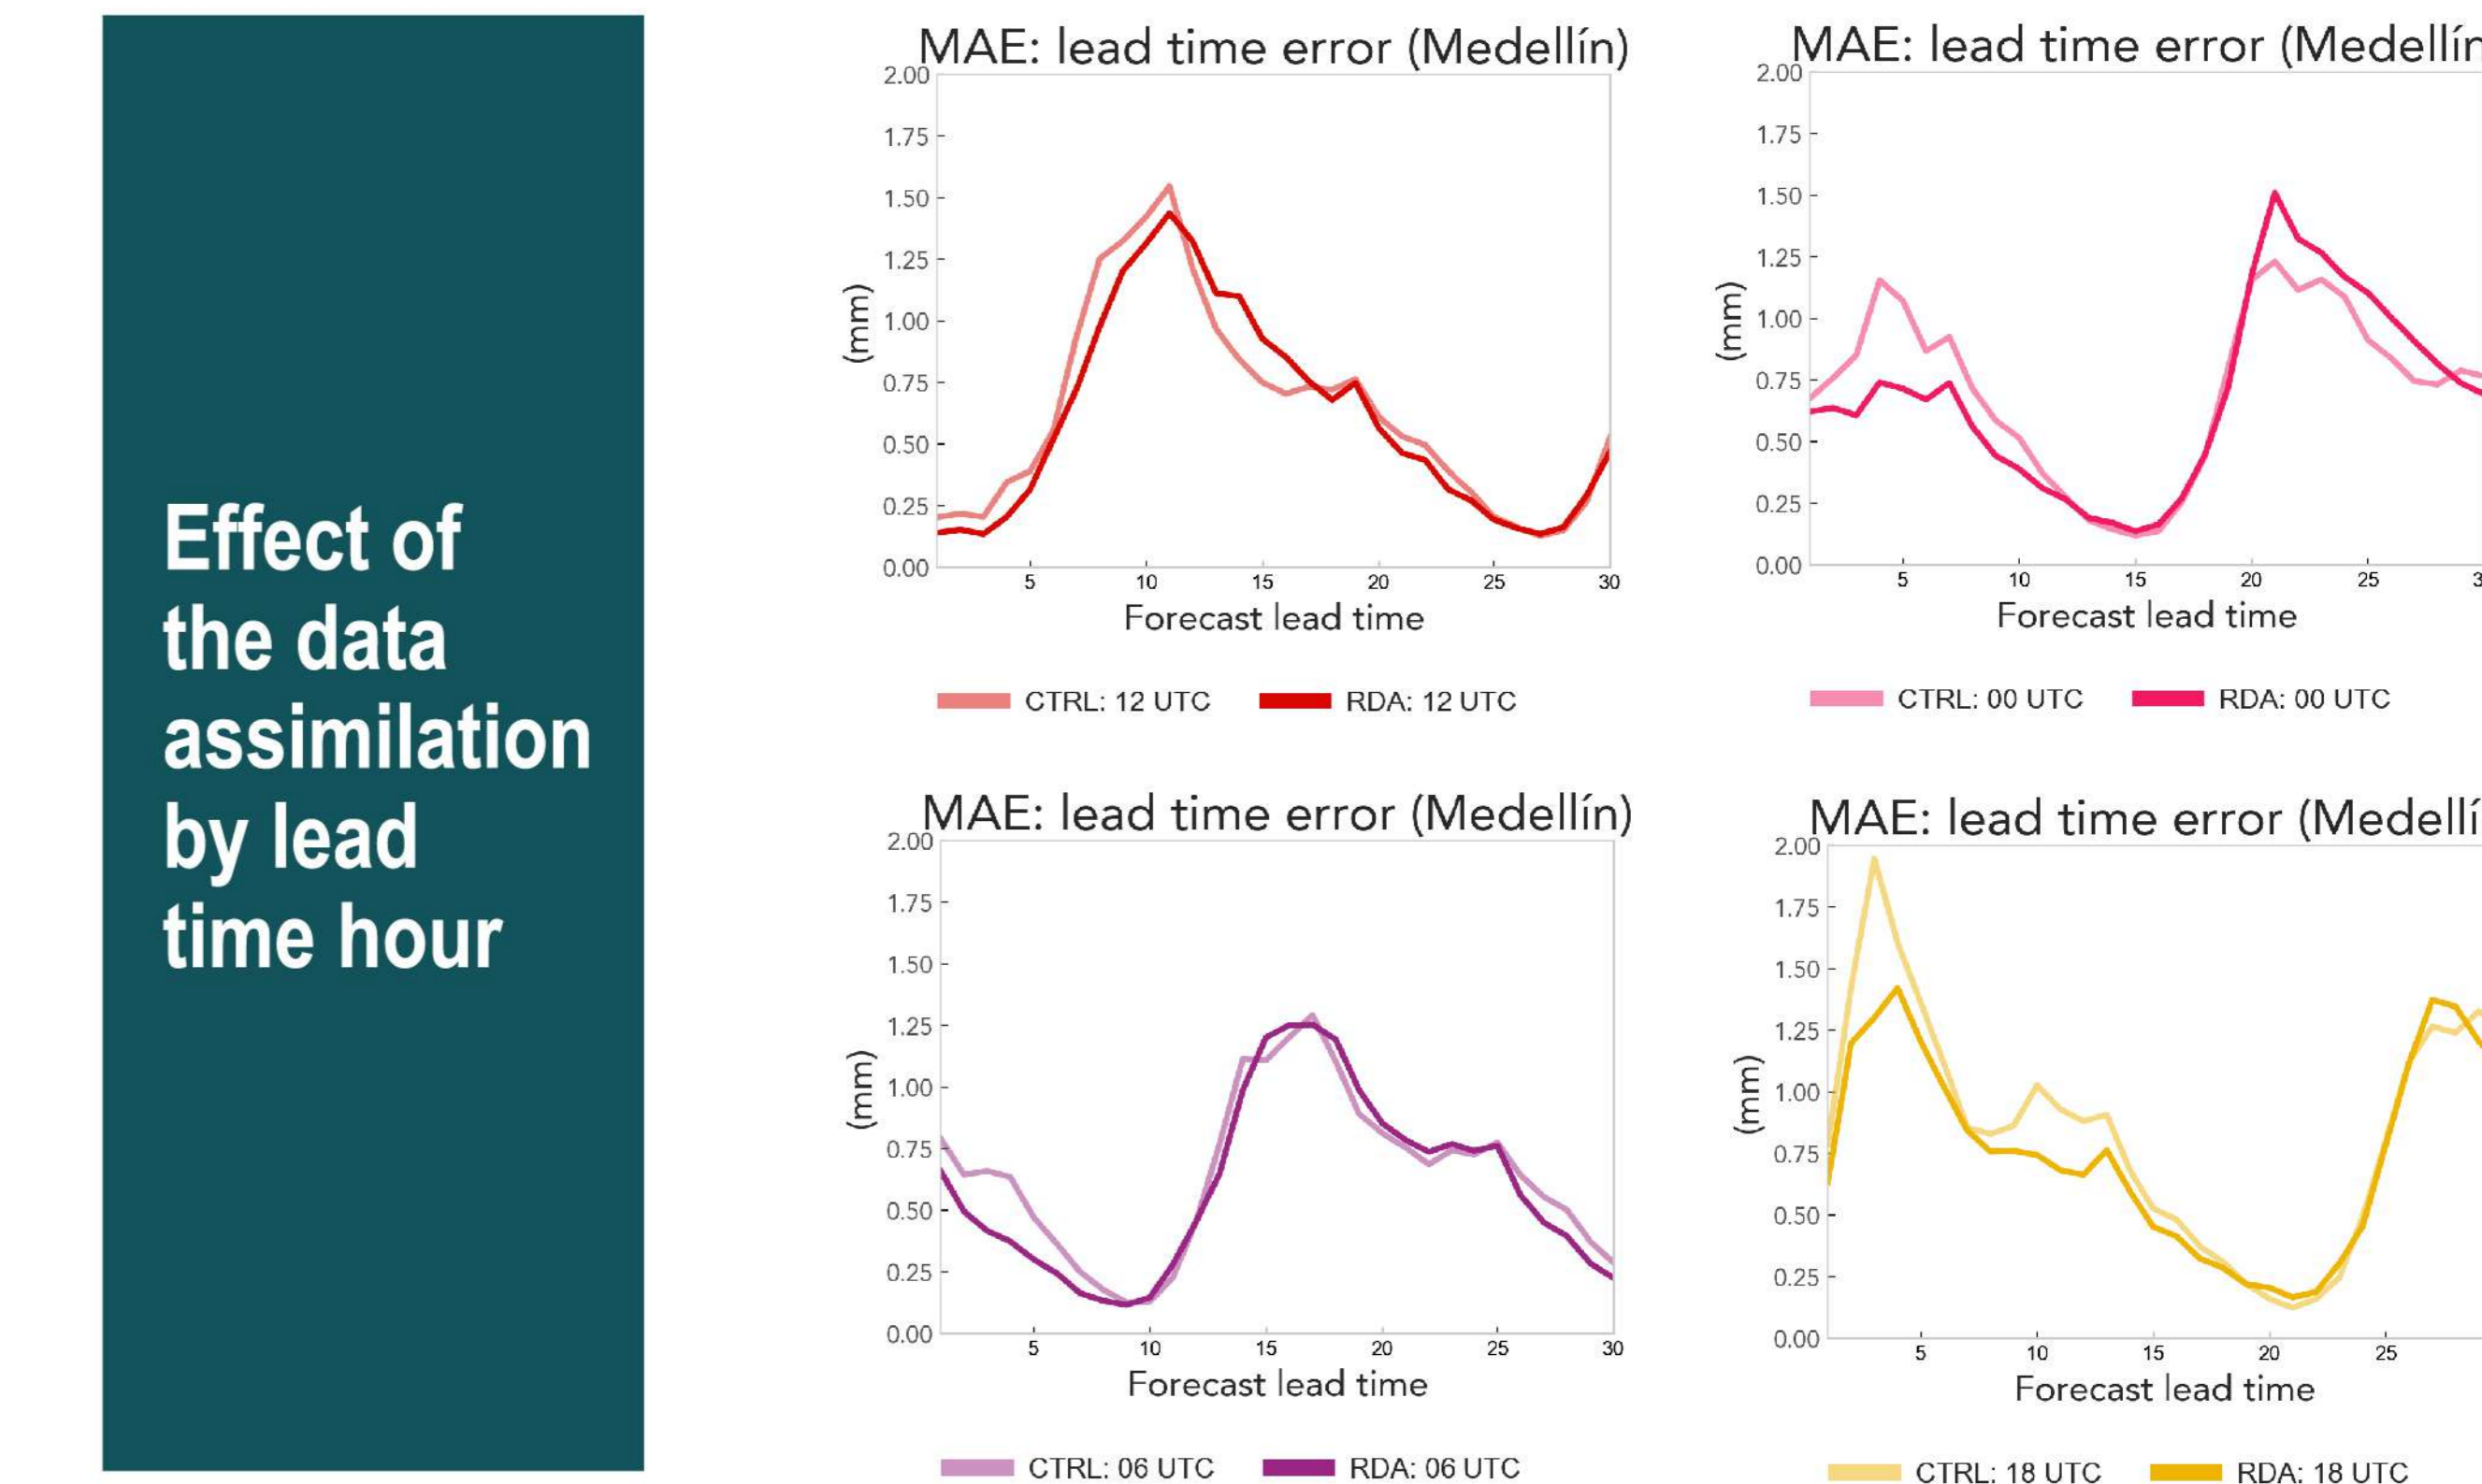 Effect of
the data
assimilation
by lead
time hour
MAE: lead time error (Medellín)
2.00
1.75
1.50
1.25
1.00
0.75
0.50
0.25
0.00
(mm)
5 10 15 20 25 30
Forecast lead time
CTRL: 12 UTC RDA: 12 UTC
MAE: lead time error (Medellín
2.00
1.75
1.50
1.25
1.00
0.75
0.50
0.25
0.00
(mm)
5 10 15 20 25 3
Forecast lead time
CTRL: 00 UTC RDA: 00 UTC
MAE: lead time error (Medellín)
2.00
1.75
1.50
1.25
1.00
0.75
0.50
0.25
0.00
(mm)
5 10 15 20 25 30
Forecast lead time
CTRL: 06 UTC RDA: 06 UTC
MAE: lead time error (Medellí
2.00
1.75
1.50
1.25
1.00
0.75
0.50
0.25
0.00
(mm)
5 10 15 20 25
Forecast lead time
CTRL: 18 UTC RDA: 18 UTC